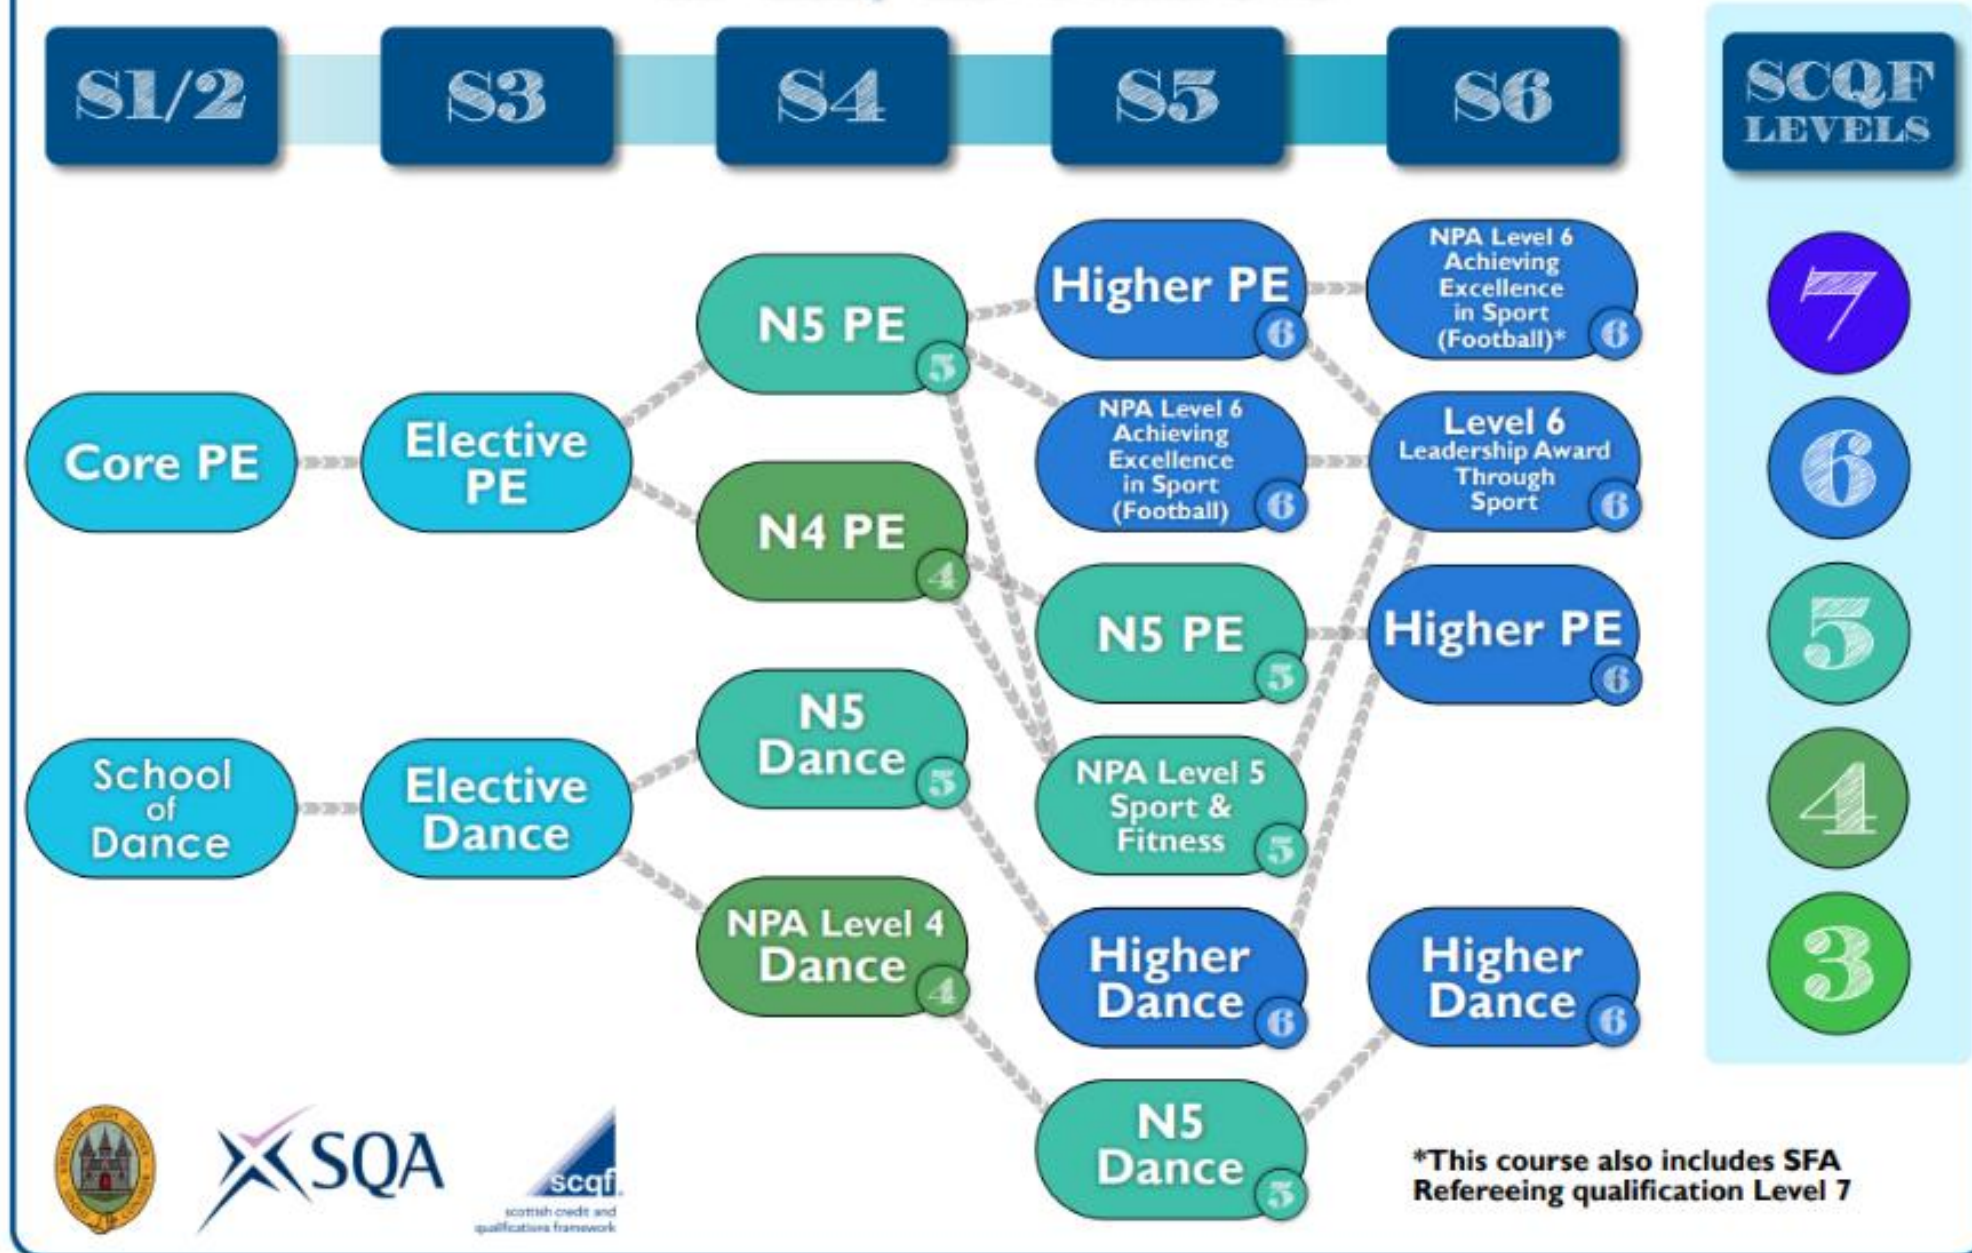 S1/2
S3
S4
S5
S6
SCQF
LEVELS
Core PE
School
of
Dance
Elective
PE
Elective
Dance
N5 PE
5
N4 PE
4
N5
Dance
5
NPA Level 4
Dance
4
Higher PE
6
NPA Level 6
Achieving
Excellence
in Sport
(Football)
6
N5 PE
5
NPA Level 5
Sport &
Fitness
5
Higher
Dance
6
N5
Dance
5
NPA Level 6
Achieving
Excellence
in Sport
(Football)*
6
Level 6
Leadership Award
Through
Sport
6
Higher PE
6
Higher
Dance
6
7
6
5
4
3
SQA
scqf
scottish credit and
qualifications framework
*This course also includes SFA
Refereeing qualification Level 7